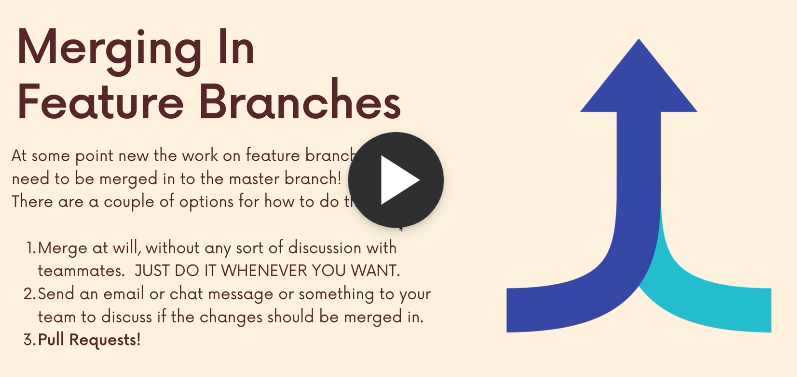 Merging In
Feature Branches
At some point new the work on feature branch
need to be merged in to the master branch!
There are a couple of options for how to do
1. Merge at will, without any sort of discussion with
teammates. JUST DO IT WHENEVER YOU WANT.
2. Send an email or chat message or something to your
team to discuss if the changes should be merged in.
3. Pull Requests!